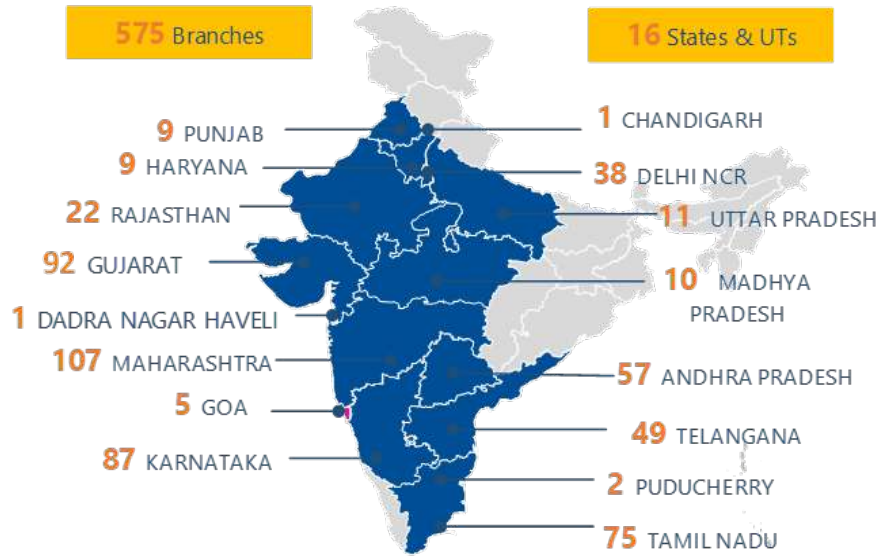 575 Branches
16 States & UTs
9 PUNJAB
9 HARYANA
22 RAJASTHAN
92 GUJARAT
1 DADRA NAGAR HAVELI
107 MAHARASHTRA
5 GOA
87 KARNATAKA
1 CHANDIGARH
38 DELHI NCR
11 UTTAR PRADESH
10 MADHYA
PRADESH
57 ANDHRA PRADESH
49 TELANGANA
2 PUDUCHERRY
75 TAMIL NADU